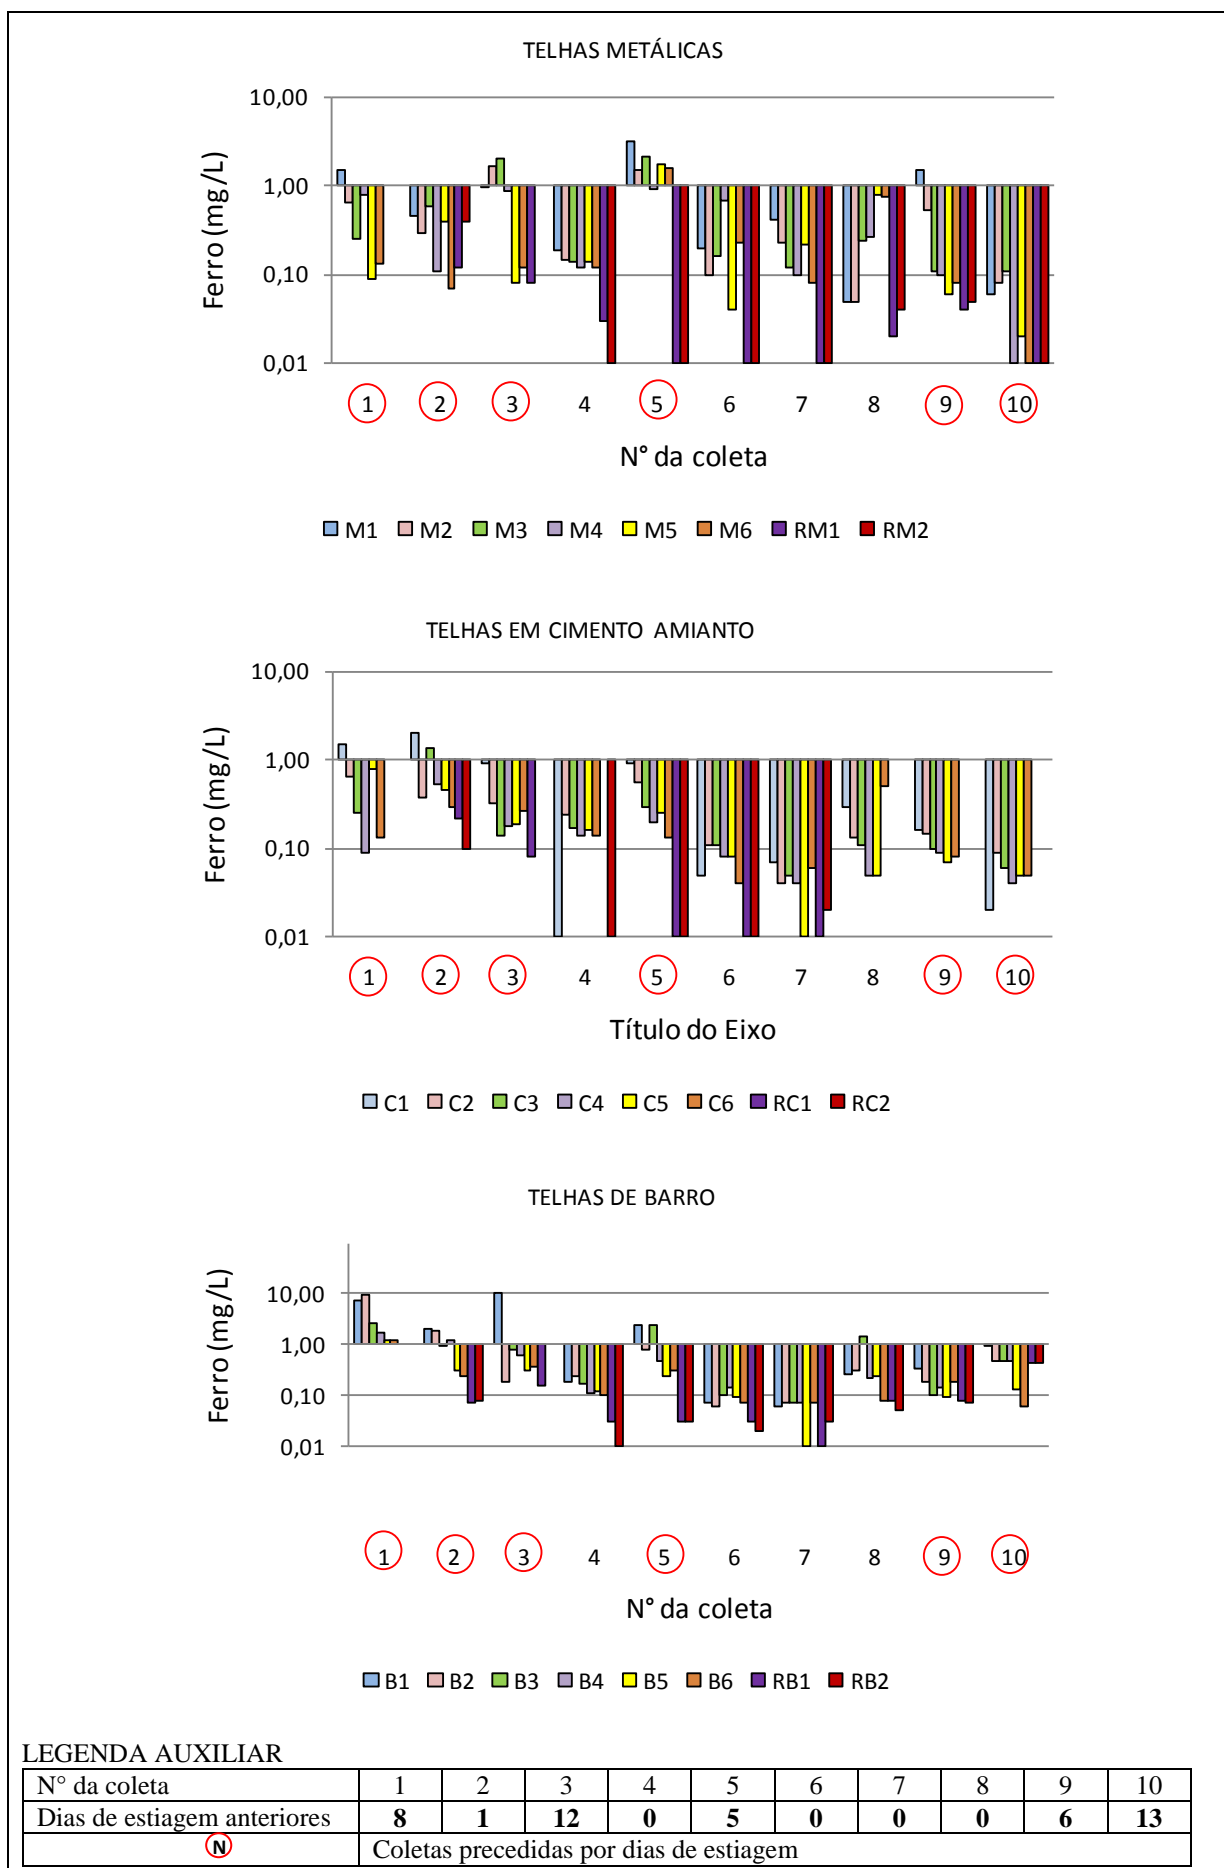 TELHAS METÁLICAS
10,00
1,00
0,10
0,01
Ferro (mg/L)
1 2 3 4 5 6 7 8 9 10
N° da coleta
M1 M2 M3 M4 M5 M6 RM1 RM2
TELHAS EM CIMENTO AMIANTO
10,00
1,00
0,10
0,01
Ferro (mg/L)
1 2 3 4 5 6 7 8 9 10
Título do Eixo
C1 C2 C3 C4 C5 C6 RC1 RC2
TELHAS DE BARRO
10,00
1,00
0,10
0,01
Ferro (mg/L)
1 2 3 4 5 6 7 8 9 10
N° da coleta
B1 B2 B3 B4 B5 B6 RB1 RB2
LEGENDA AUXILIAR
N° da coleta 1 2 3 4 5 6 7 8 9 10
Dias de estiagem anteriores 8 1 12 0 5 0 0 0 6 13
N Coletas precedidas por dias de estiagem